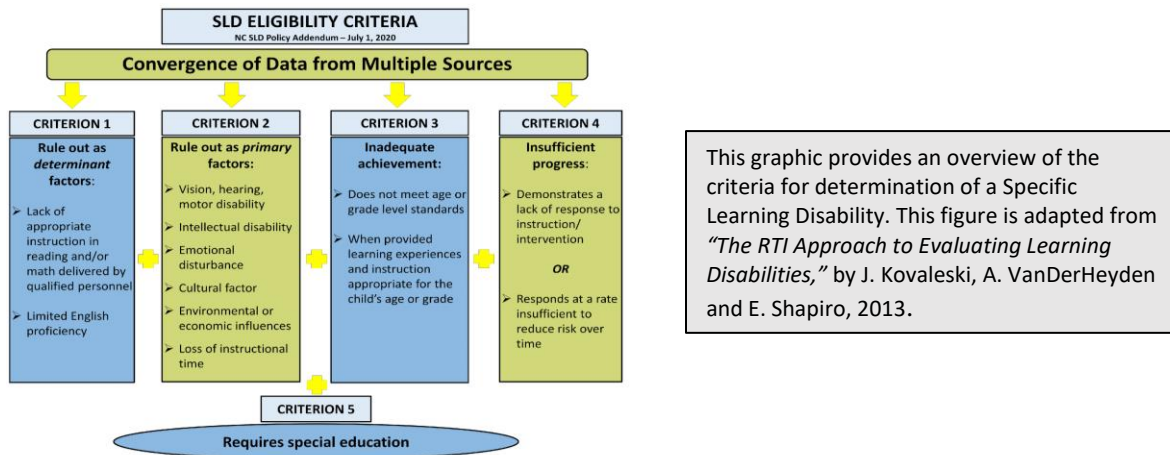 SLD ELIGIBILITY CRITERIA
NC SLD Policy Addendum – July 1, 2020
Convergence of Data from Multiple Sources
CRITERION 1
Rule out as
determinant
factors:
➢ Lack of
appropriate
instruction in
reading and/or
math delivered by
qualified personnel
➢ Limited English
proficiency
CRITERION 2
Rule out as primary
factors:
➢ Vision, hearing,
motor disability
➢ Intellectual disability
➢ Emotional
disturbance
➢ Cultural factor
➢ Environmental or
economic influences
➢ Loss of instructional
time
CRITERION 3
Inadequate
achievement:
➢ Does not meet age or
grade level standards
➢ When provided
learning experiences
and instruction
appropriate for the
child's age or grade
CRITERION 4
Insufficient
progress:
➢ Demonstrates a
lack of response to
instruction/
intervention
OR
➢ Responds at a rate
insufficient to
reduce risk over
time
CRITERION 5
Requires special education
This graphic provides an overview of the
criteria for determination of a Specific
Learning Disability. This figure is adapted from
“The RTI Approach to Evaluating Learning
Disabilities,” by J. Kovaleski, A. VanDerHeyden
and E. Shapiro, 2013.